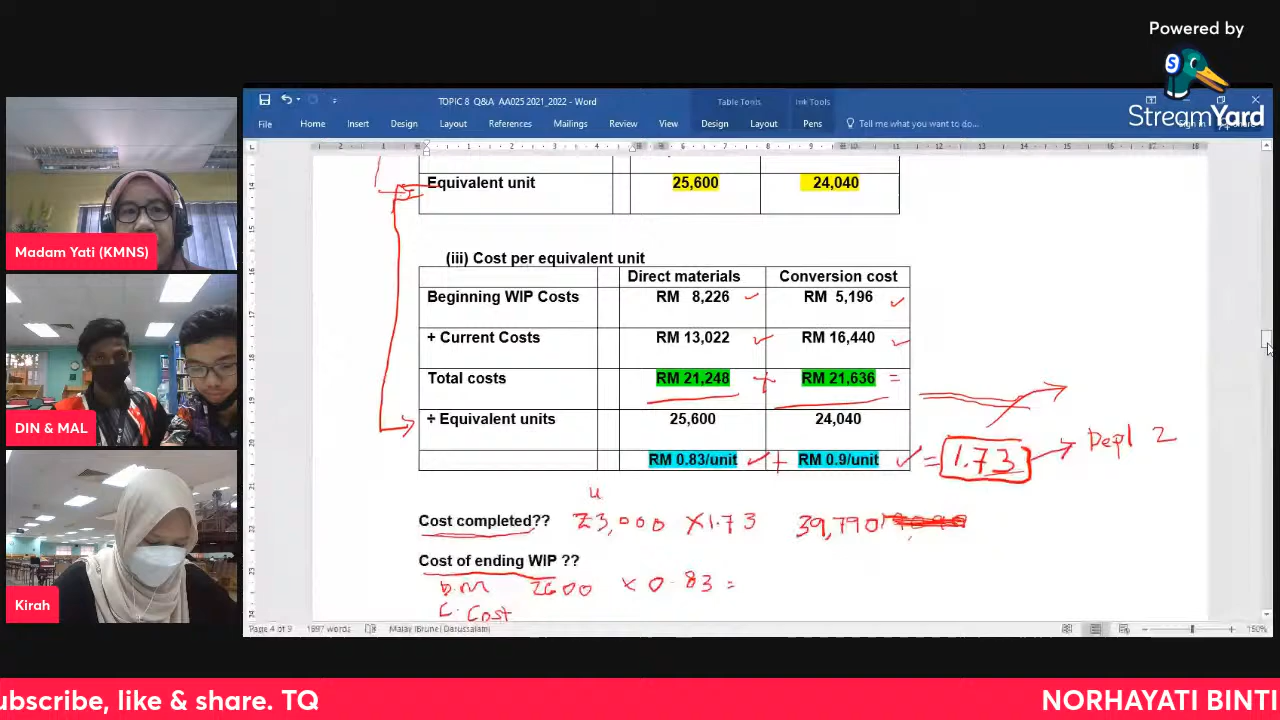 Powered by
S
StreamYard
TOPIC 8 Q&A AA025 2021_2022 - Word
Table Tools
Ink Tools
File
Home
Insert
Design
Layout
References
Mailings
Review
View
Design
Layout
Pens
Tell me what you want to do...
Equivalent unit 25,600 24,040
(iii) Cost per equivalent unit
Direct materials Conversion cost
Beginning WIP Costs RM 8,226 RM 5,196
+ Current Costs RM 13,022 RM 16,440
Total costs RM 21,248 + RM 21,636 =
÷ Equivalent units 25,600 24,040
RM 0.83/unit + RM 0.9/unit = 1.73 Dept 2
Cost completed?? 23,000 × 1.73 39,790
Cost of ending WIP ??
D.M 2600 × 0.83 =
C. Cost
Page 4 of 9
1597 words
Malay (Brunei Darussalam)
150%
Madam Yati (KMNS)
DIN & MAL
Kirah
ubscribe, like & share. TQ
NORHAYATI BINTI